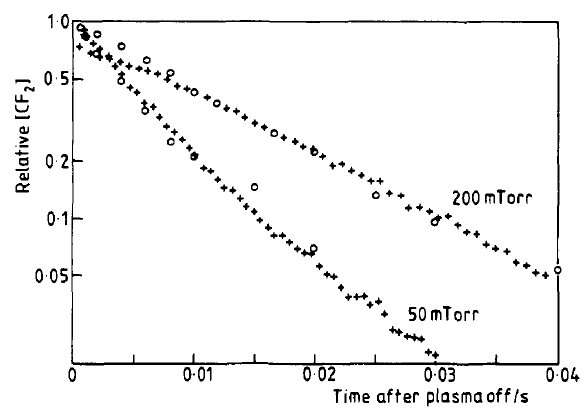 1·0
0·5
0·2
0·1
0·05
Relative [CF₂]
200 mTorr
50 mTorr
0
0·01
0·02
0·03
0·04
Time after plasma off/s